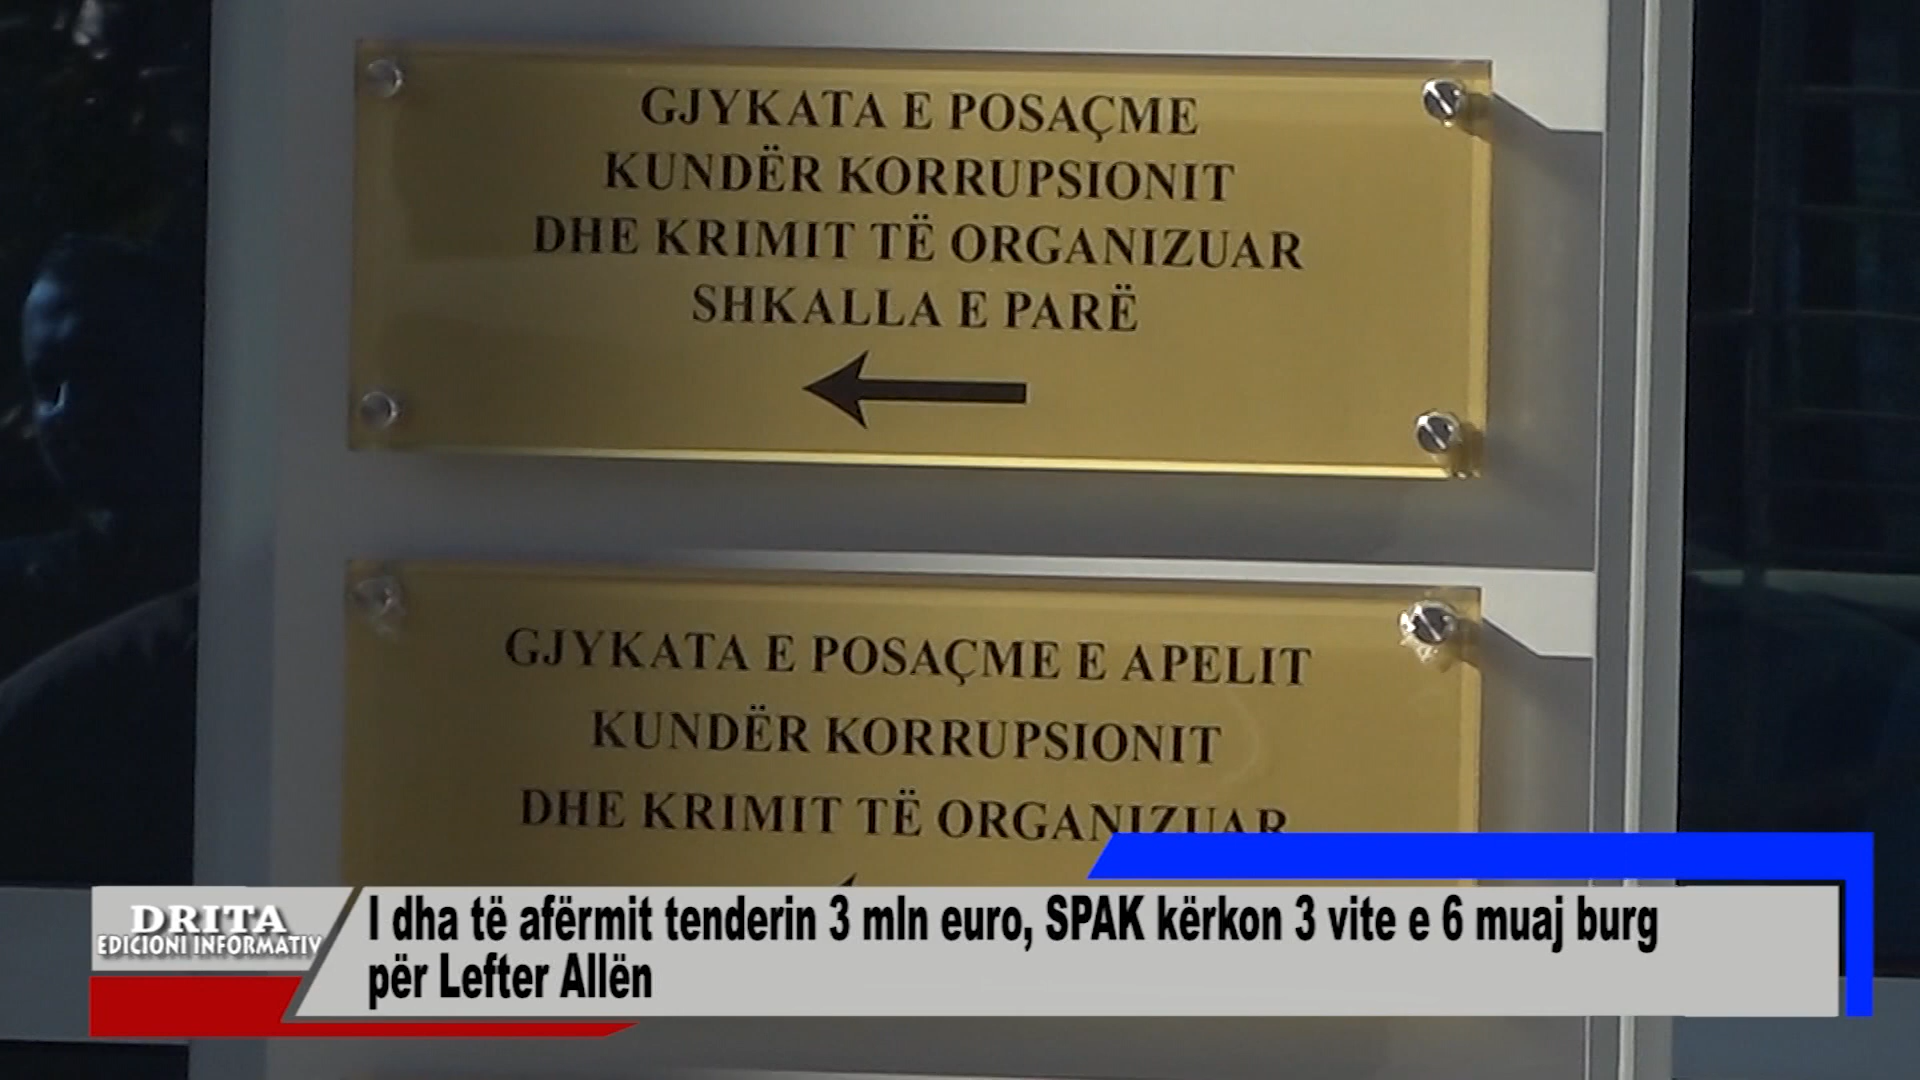 GJYKATA E POSAÇME
KUNDËR KORRUPSIONIT
DHE KRIMIT TË ORGANIZUAR
SHKALLA E PARË
GJYKATA E POSAÇME E APELIT
KUNDËR KORRUPSIONIT
DHE KRIMIT TË ORGANIZUAR
DRITA
EDICIONI INFORMATIV
I dha të afërmit tenderin 3 mln euro, SPAK kërkon 3 vite e 6 muaj burg
për Lefter Allën